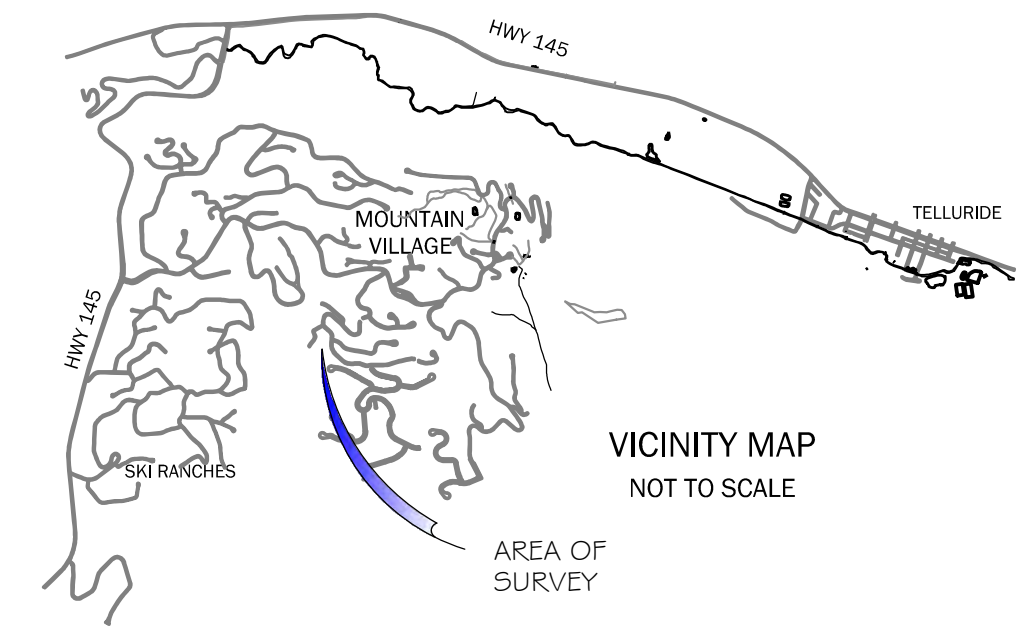 HWY 145
TELLURIDE
MOUNTAIN
VILLAGE
HWY 145
VICINITY MAP
NOT TO SCALE
SKI RANCHES
AREA OF
SURVEY